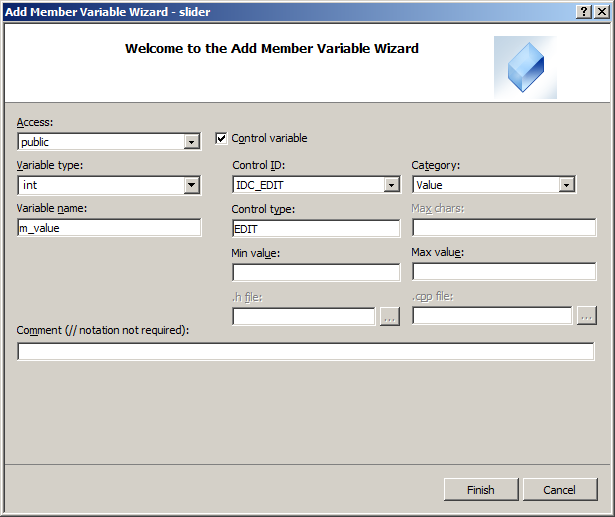 Add Member Variable Wizard - slider
Welcome to the Add Member Variable Wizard
Access:
public
Control variable
Variable type:
Control ID:
Category:
int
IDC_EDIT
Value
Variable name:
Control type:
Max chars:
m_value
EDIT
Min value:
Max value:
.h file:
.cpp file:
...
...
Comment (// notation not required):
Finish
Cancel